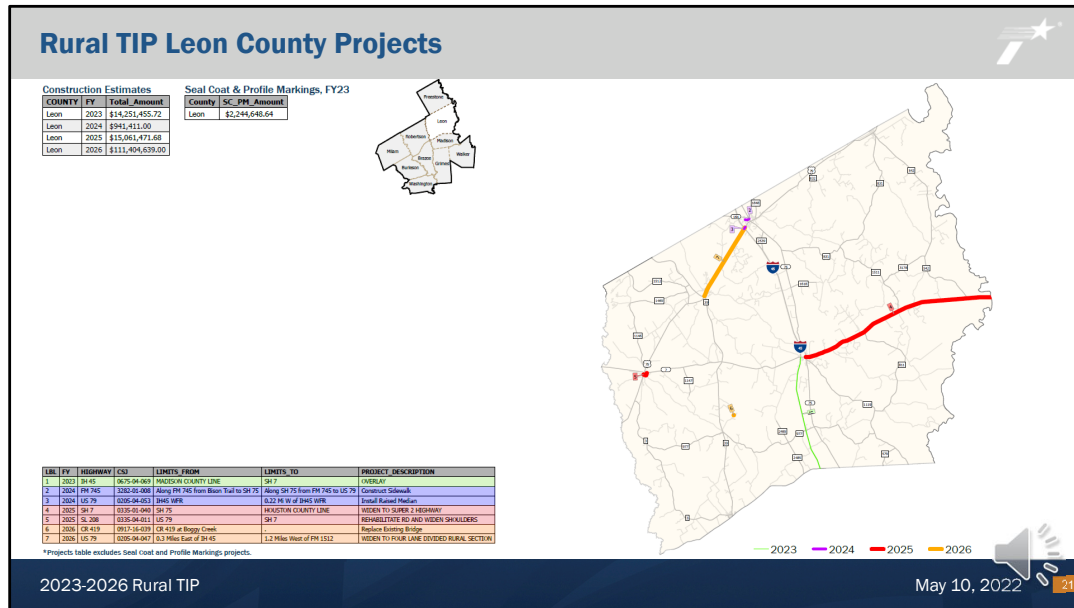 Rural TIP Leon County Projects
Construction Estimates
COUNTY FY Total_Amount
Leon 2023 $14,251,455.72
Leon 2024 $941,411.00
Leon 2025 $15,061,471.68
Leon 2026 $111,404,639.00
Seal Coat & Profile Markings, FY23
County SC_PM_Amount
Leon $2,244,648.64
Freestone
Leon
Robertson
Madison
Milam
Brazos
Walker
Grimes
Burleson
Washington
LBL FY HIGHWAY CSJ LIMITS_FROM LIMITS_TO PROJECT_DESCRIPTION
1 2023 IH 45 0675-04-069 MADISON COUNTY LINE SH 7 OVERLAY
2 2024 FM 745 3282-01-008 Along FM 745 from Bison Trail to SH 75 Along SH 75 from FM 745 to US 79 Construct Sidewalk
3 2024 US 79 0205-04-053 IH45 WFR 0.22 Mi W of IH45 WFR Install Raised Median
4 2025 SH 7 0335-01-040 SH 75 HOUSTON COUNTY LINE WIDEN TO SUPER 2 HIGHWAY
5 2025 SL 208 0335-04-011 US 79 SH 7 REHABILITATE RD AND WIDEN SHOULDERS
6 2026 CR 419 0917-16-039 CR 419 at Boggy Creek . Replace Existing Bridge
7 2026 US 79 0205-04-047 0.3 Miles East of IH 45 1.2 Miles West of FM 1512 WIDEN TO FOUR LANE DIVIDED RURAL SECTION
*Projects table excludes Seal Coat and Profile Markings projects.
2023 2024 2025 2026
2023-2026 Rural TIP
May 10, 2022
21